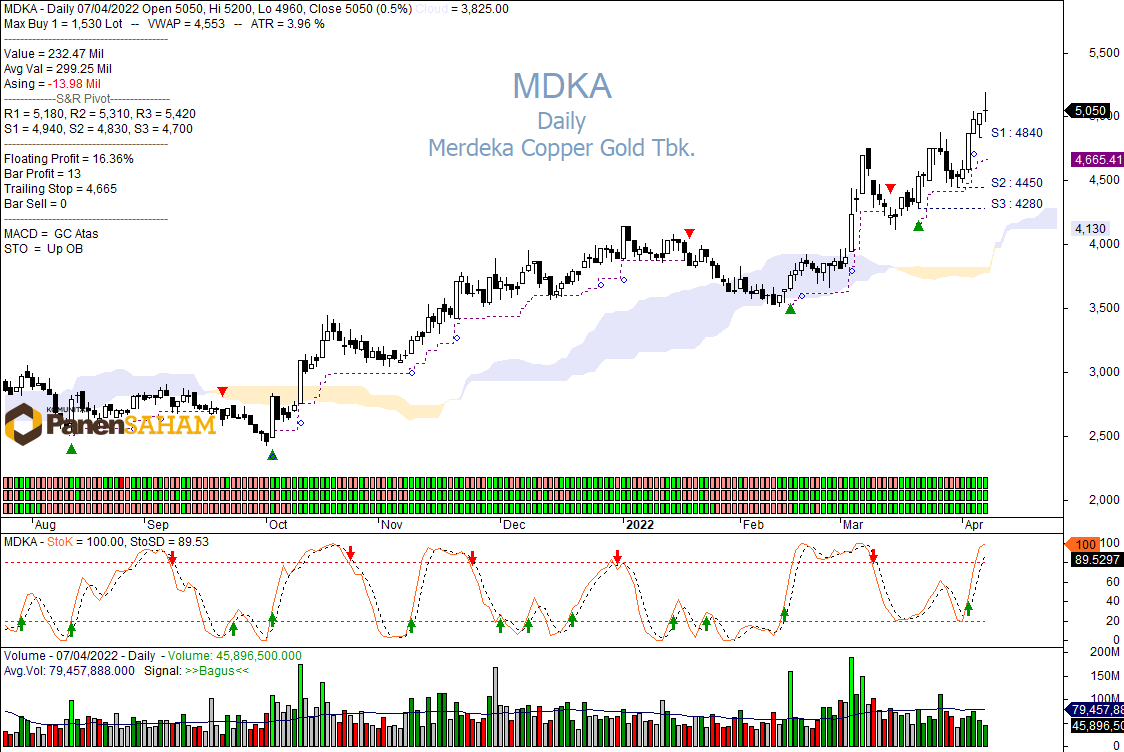 MDKA - Daily 07/04/2022 Open 5050, Hi 5200, Lo 4960, Close 5050 (0.5%) Cloud = 3,825.00
Max Buy 1 = 1,530 Lot -- VWAP = 4,553 -- ATR = 3.96 %
Value = 232.47 Mil
Avg Val = 299.25 Mil
Asing = -13.98 Mil
S&R Pivot
R1 = 5,180, R2 = 5,310, R3 = 5,420
S1 = 4,940, S2 = 4,830, S3 = 4,700
Floating Profit = 16.36%
Bar Profit = 13
Trailing Stop = 4,665
Bar Sell = 0
MACD = GC Atas
STO = Up OB
MDKA
Daily
Merdeka Copper Gold Tbk.
5,500
5,050
5,000
S1 : 4840
4,665.41
S2 : 4450
4,500
S3 : 4280
4,130
4,000
3,500
3,000
2,500
2,000
KOMUNITAS
PanenSAHAM
Aug Sep Oct Nov Dec 2022 Feb Mar Apr
MDKA - StoK = 100.00, StoSD = 89.53
100 100
89.5297
60
40
20
0
Volume - 07/04/2022 - Daily - Volume: 45,896,500.000
Avg.Vol: 79,457,888.000 Signal: >>Bagus<<
200M
150M
100M
79,457,88
45,896,50
0